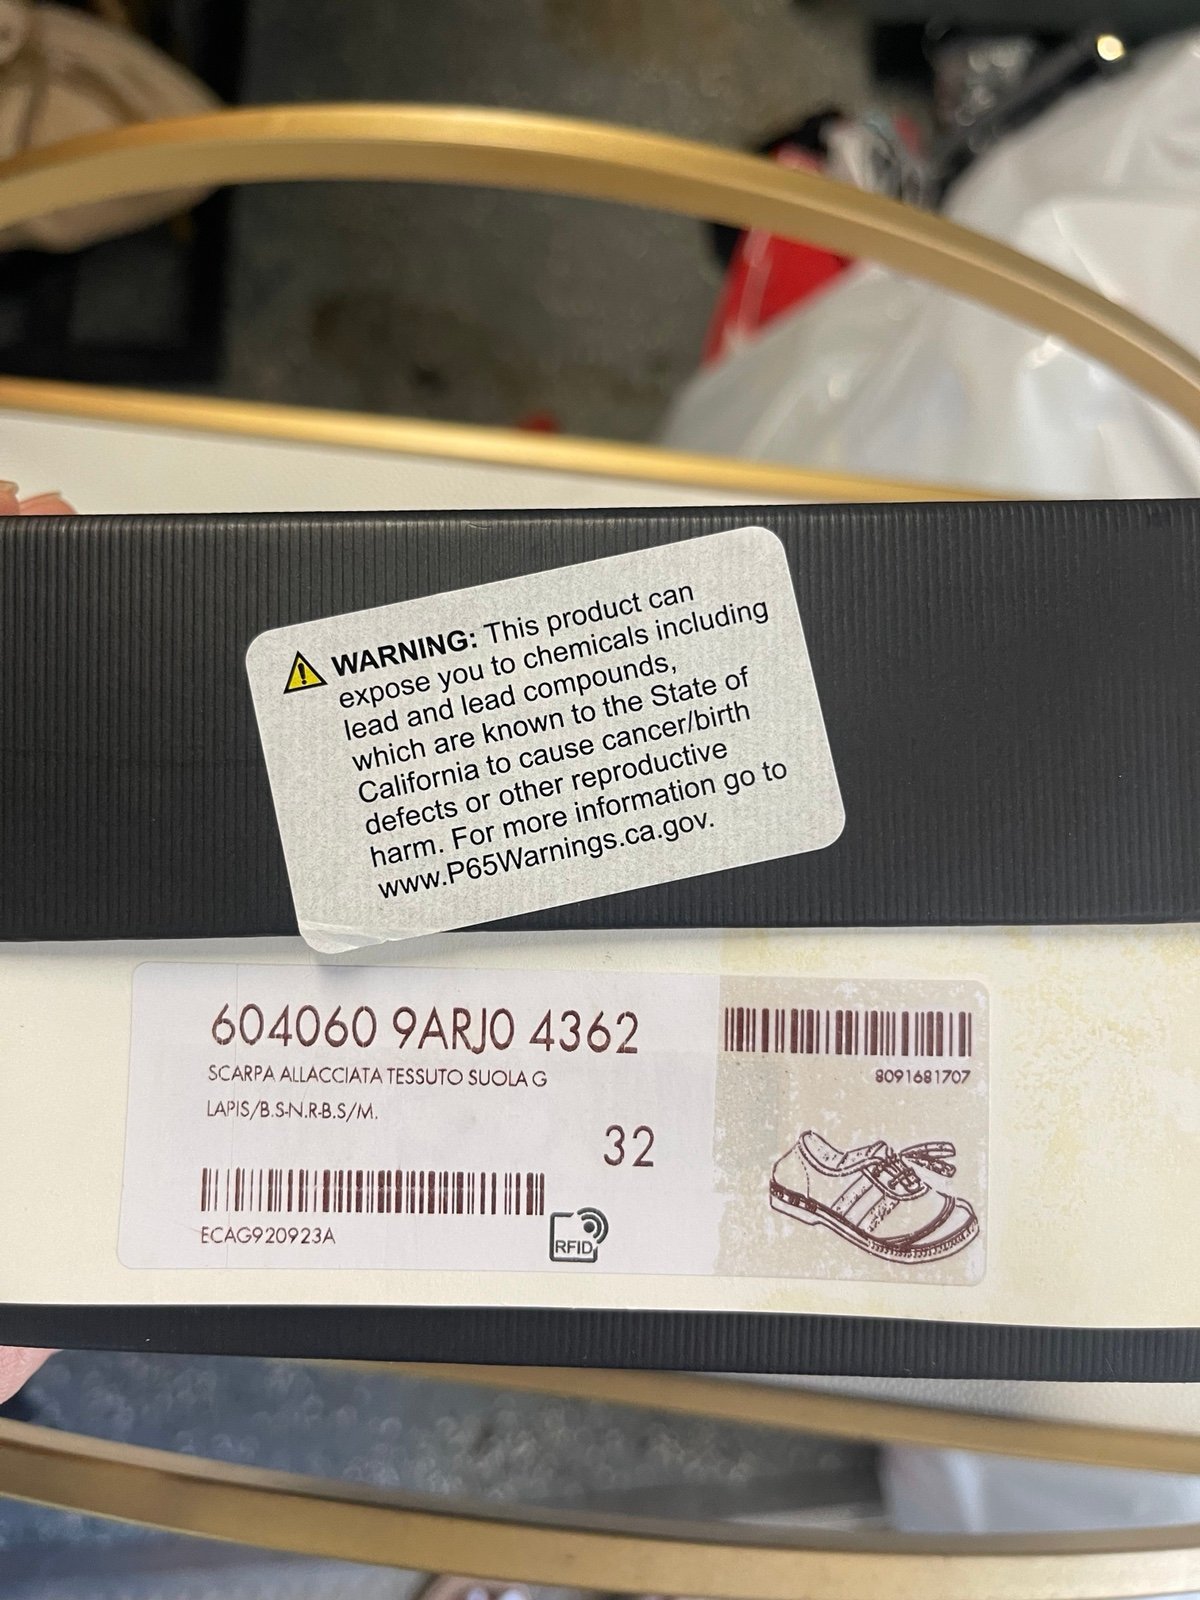 WARNING: This product can
expose you to chemicals including
lead and lead compounds,
which are known to the State of
California to cause cancer/birth
defects or other reproductive
harm. For more information go to
www.P65Warnings.ca.gov.
604060 9ARJ0 4362
SCARPA ALLACCIATA TESSUTO SUOLA G
LAPIS/B.S-N.R-B.S/M.
32
ECAG920923A
RFID
8091681707